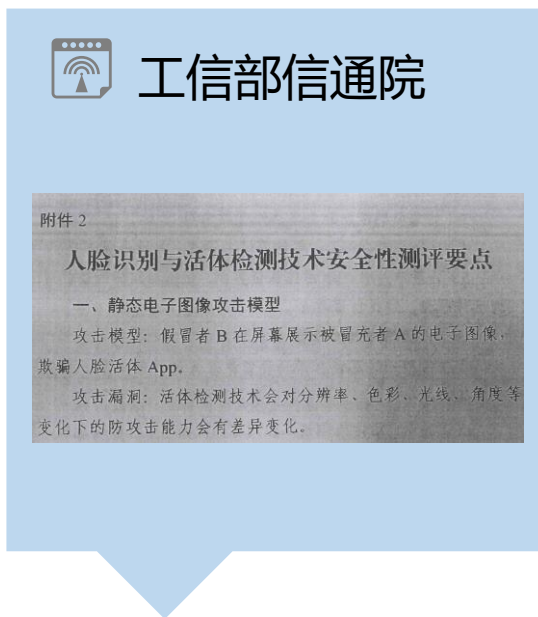 工信部信通院
附件 2
人脸识别与活体检测技术安全性测评要点
一、静态电子图像攻击模型
攻击模型：假冒者 B 在屏幕展示被冒充者 A 的电子图像，
欺骗人脸活体 App。
攻击漏洞：活体检测技术会对分辨率、色彩、光线、角度等
变化下的防攻击能力会有差异变化。